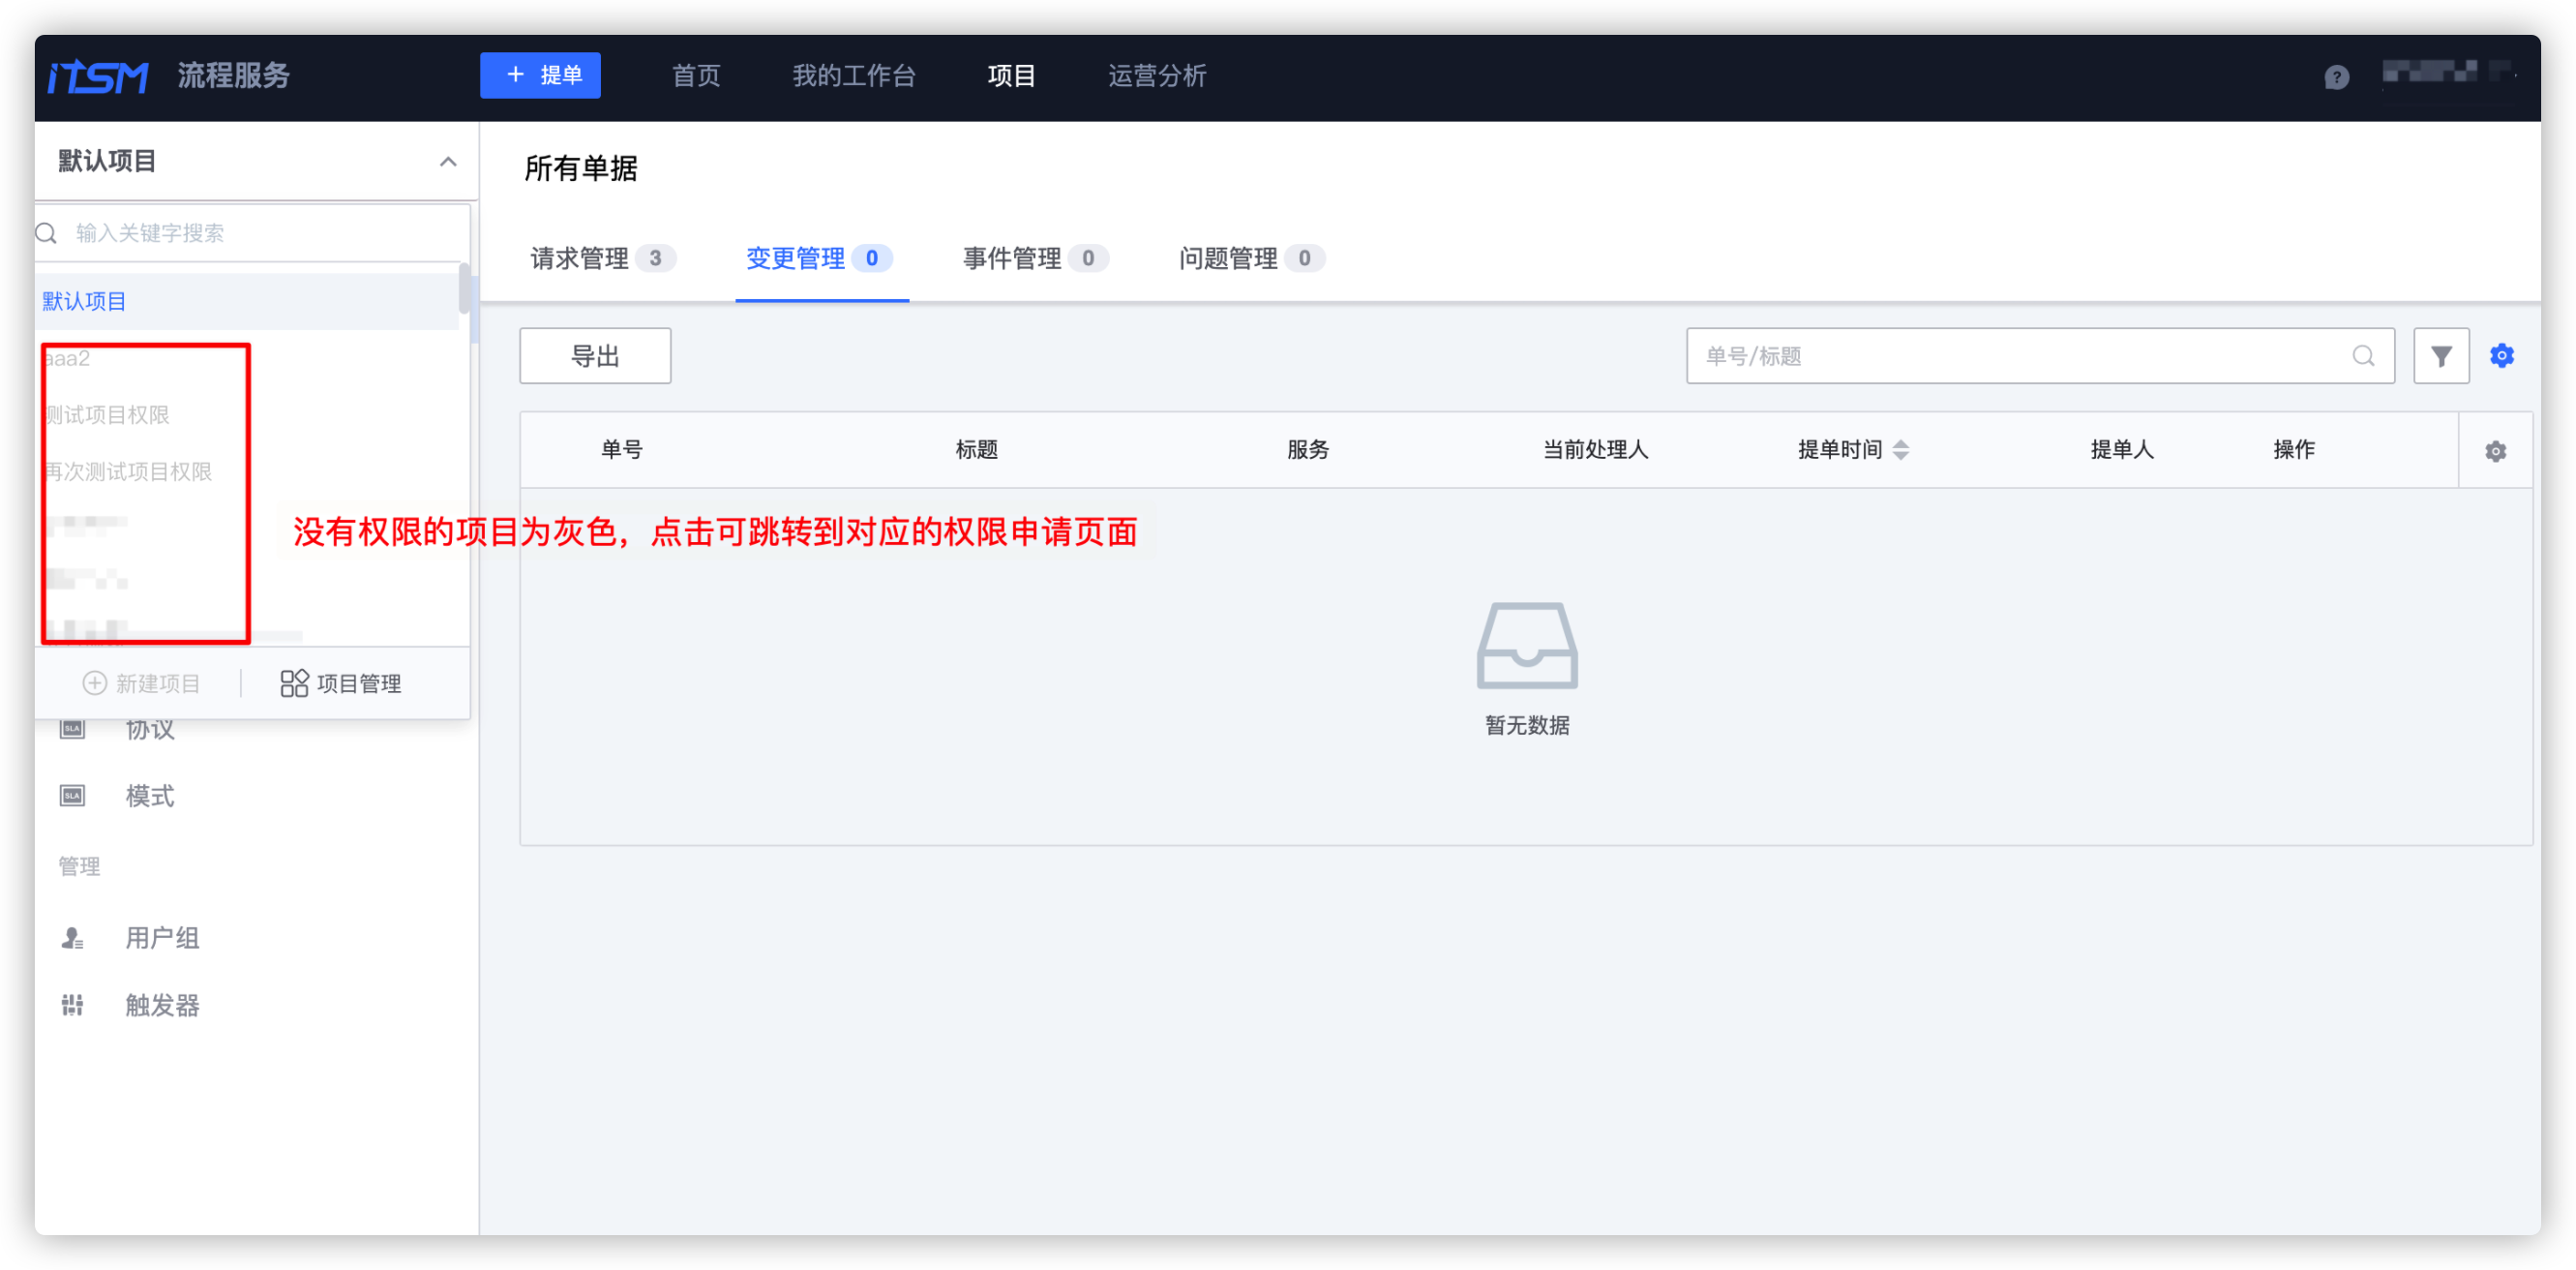 iTSM 流程服务
+ 提单
首页
我的工作台
项目
运营分析
?
默认项目
输入关键字搜索
默认项目
aaa2
测试项目权限
再次测试项目权限
新建项目
项目管理
SLA 协议
SLA 模式
管理
用户组
触发器
所有单据
请求管理 3
变更管理 0
事件管理 0
问题管理 0
导出
单号/标题
单号
标题
服务
当前处理人
提单时间
提单人
操作
没有权限的项目为灰色，点击可跳转到对应的权限申请页面
暂无数据